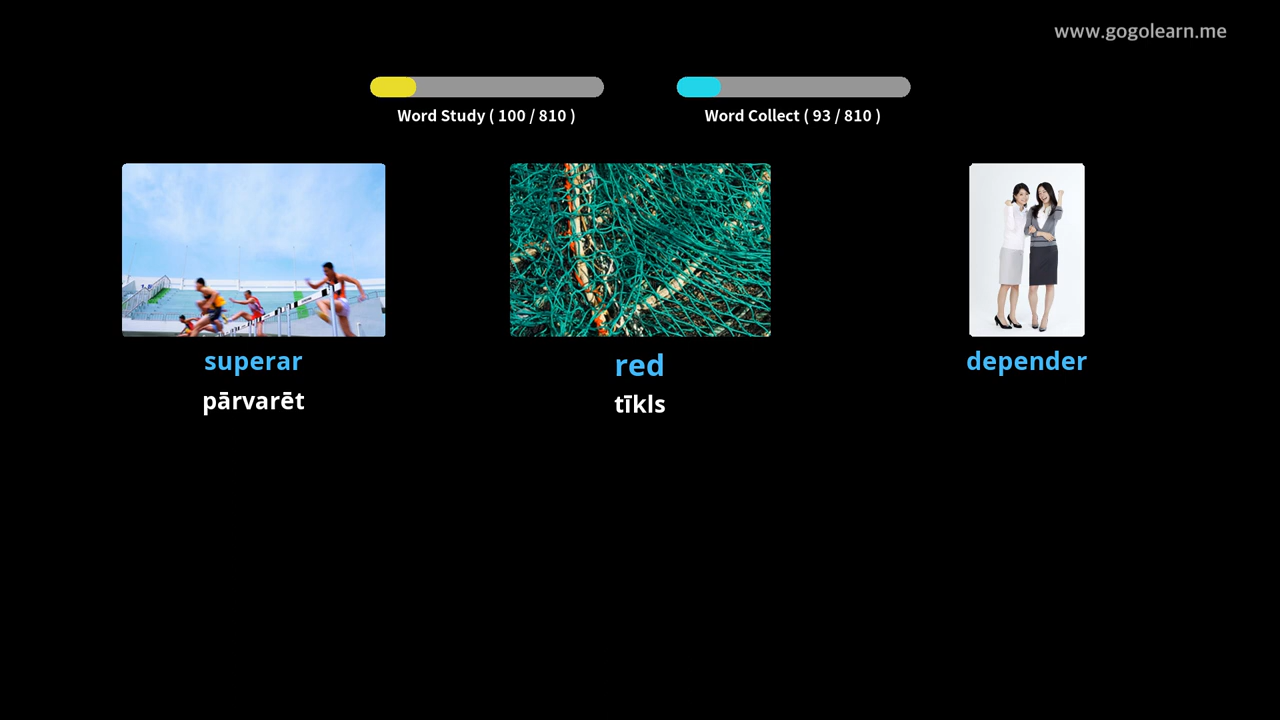 www.gogolearn.me
Word Study ( 100 / 810 )
Word Collect ( 93 / 810 )
superar
pārvarēt
red
tīkls
depender